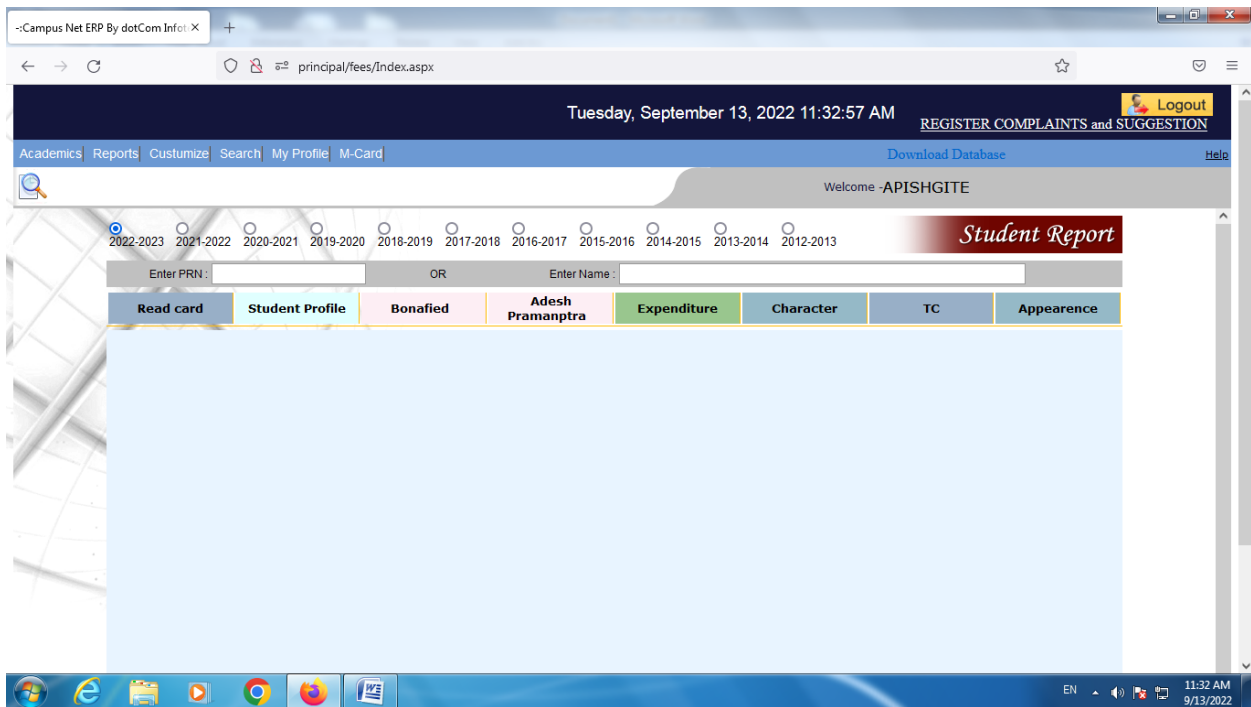 -:Campus Net ERP By dotCom Infot
principal/fees/Index.aspx
Tuesday, September 13, 2022 11:32:57 AM
Logout
REGISTER COMPLAINTS and SUGGESTION
Academics Reports Custumize Search My Profile M-Card Download Database Help
Welcome -APISHGITE
2022-2023 2021-2022 2020-2021 2019-2020 2018-2019 2017-2018 2016-2017 2015-2016 2014-2015 2013-2014 2012-2013 Student Report
Enter PRN : OR Enter Name :
Read card Student Profile Bonafied Adesh Pramanptra Expenditure Character TC Appearence
EN 11:32 AM
9/13/2022